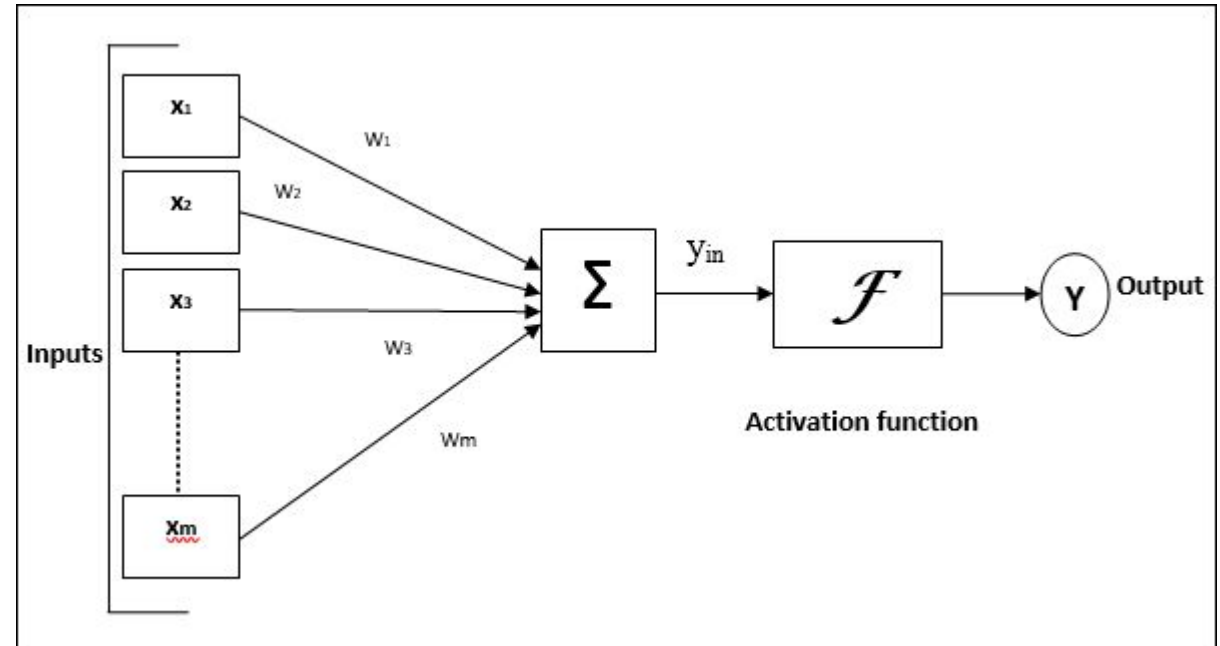 x₁
w₁
x₂
w₂
x₃
w₃
Inputs
xm
wm
Σ
yin
ℱ
Activation function
Y
Output